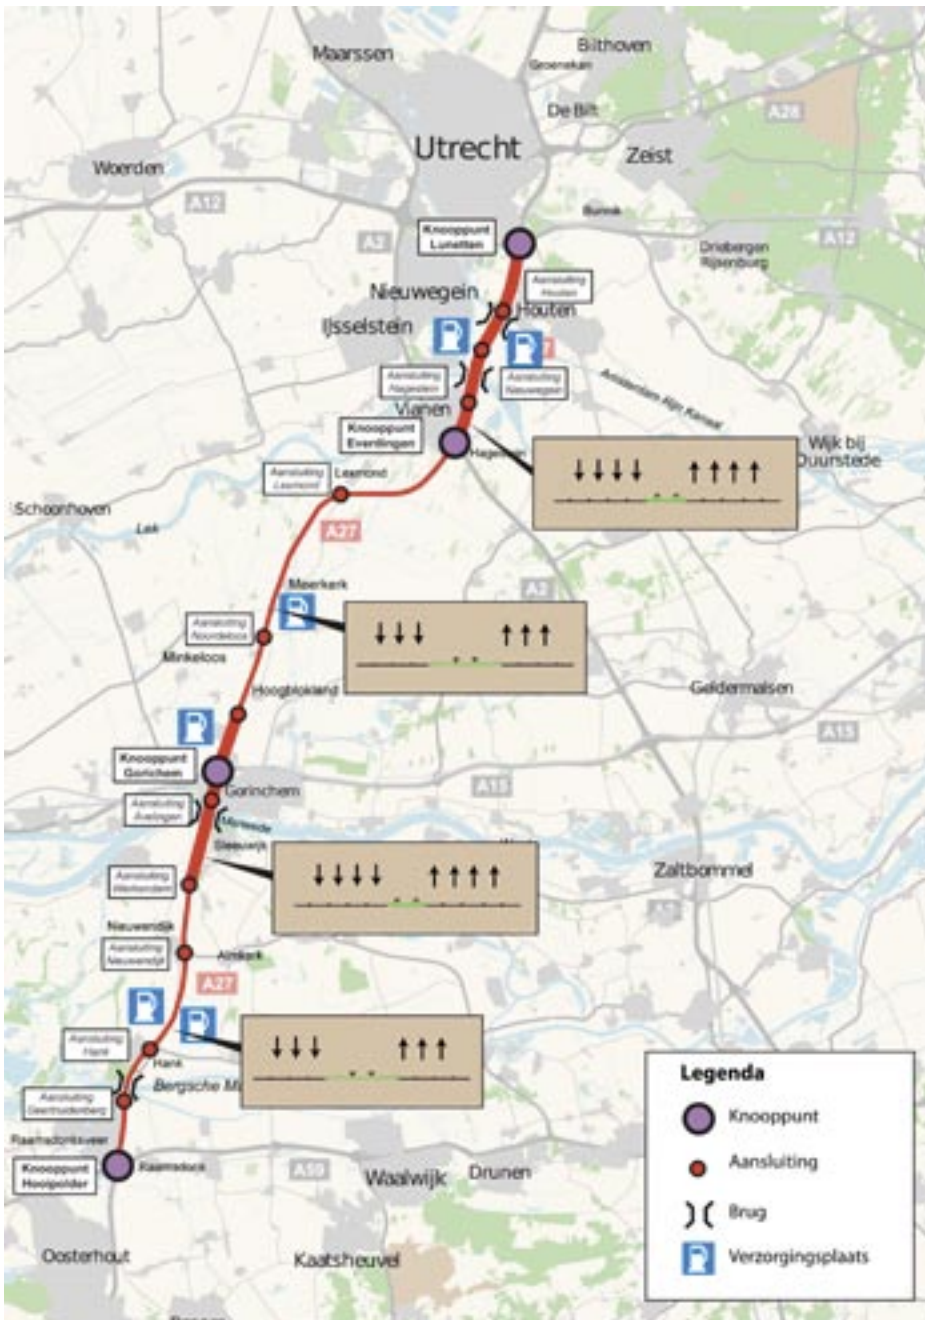 Maarssen
Bilthoven
Groenekan
De Bilt
A28
Utrecht
Zeist
Woerden
A12
Bunnik
Knooppunt
Lunetten
A2
A12
Driebergen
Rijsenburg
Aansluiting
Houten
Nieuwegein
Houten
IJsselstein
Aansluiting
Hagestein
Aansluiting
Nieuwegein
Amsterdam Rijn Kanaal
Vianen
Knooppunt
Everdingen
Hagestein
Wijk bij
Duurstede
Aansluiting
Lexmond
Lexmond
Schoonhoven
Lek
A27
Meerkerk
A2
Aansluiting
Noordeloos
Minkeloos
Hoogblokland
Geldermalsen
A15
Knooppunt
Gorichem
Gorinchem
A15
Aansluiting
Avelingen
Merwede
Sleeuwijk
Zaltbommel
Aansluiting
Werkendam
A2
Nieuwendijk
Aansluiting
Nieuwendijk
Almkerk
A27
Aansluiting
Hank
Hank
Bergsche M
Aansluiting
Geertruidenberg
Raamsdonksveer
Knooppunt
Hooipolder
Raamsdonk
A59
Waalwijk
Drunen
Oosterhout
Kaatsheuvel
Legenda
Knooppunt
Aansluiting
Brug
Verzorgingsplaats